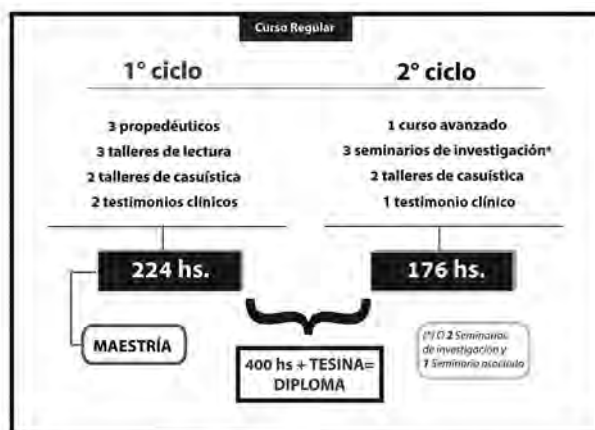 Curso Regular
1° ciclo
2° ciclo
3 propedéuticos
3 talleres de lectura
2 talleres de casuística
2 testimonios clínicos
1 curso avanzado
3 seminarios de investigación*
2 talleres de casuística
1 testimonio clínico
224 hs.
176 hs.
MAESTRÍA
400 hs + TESINA=
DIPLOMA
(*) O 2 Seminarios
de investigación y
1 Seminario asociado